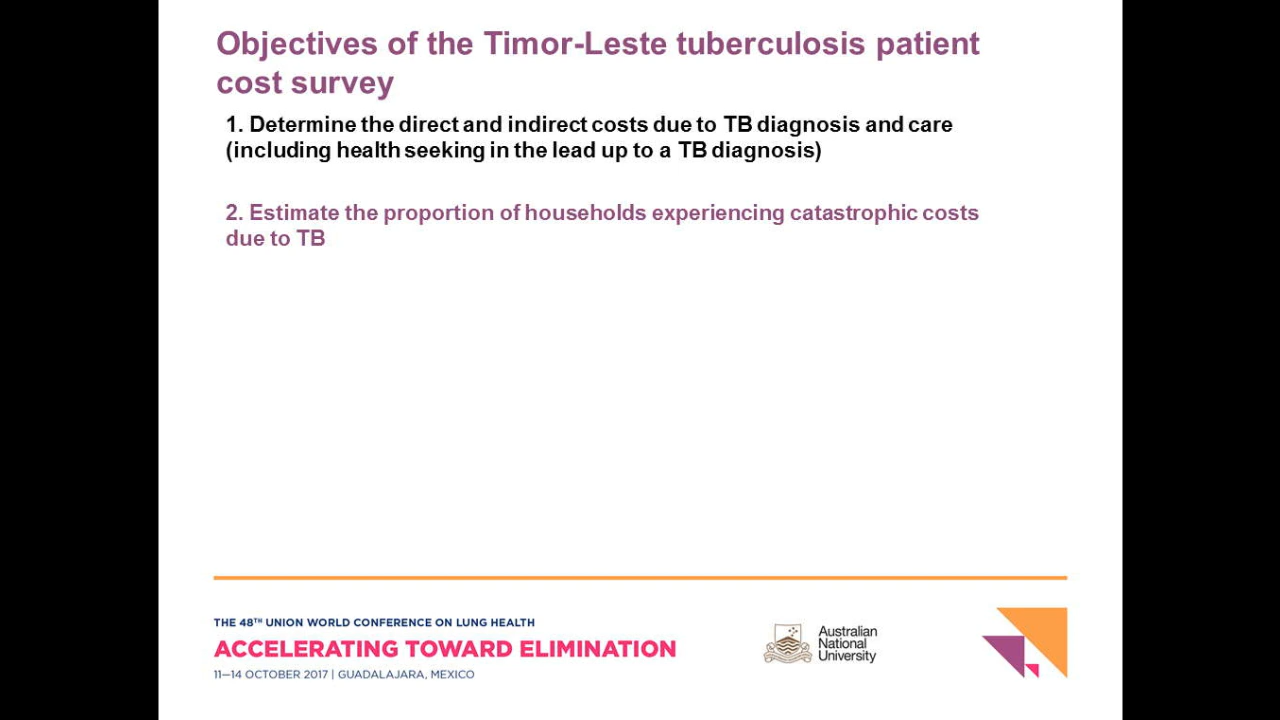 Objectives of the Timor-Leste tuberculosis patient
cost survey
1. Determine the direct and indirect costs due to TB diagnosis and care
(including health seeking in the lead up to a TB diagnosis)
2. Estimate the proportion of households experiencing catastrophic costs
due to TB
THE 48TH UNION WORLD CONFERENCE ON LUNG HEALTH
ACCELERATING TOWARD ELIMINATION
11–14 OCTOBER 2017 | GUADALAJARA, MEXICO
Australian
National
University